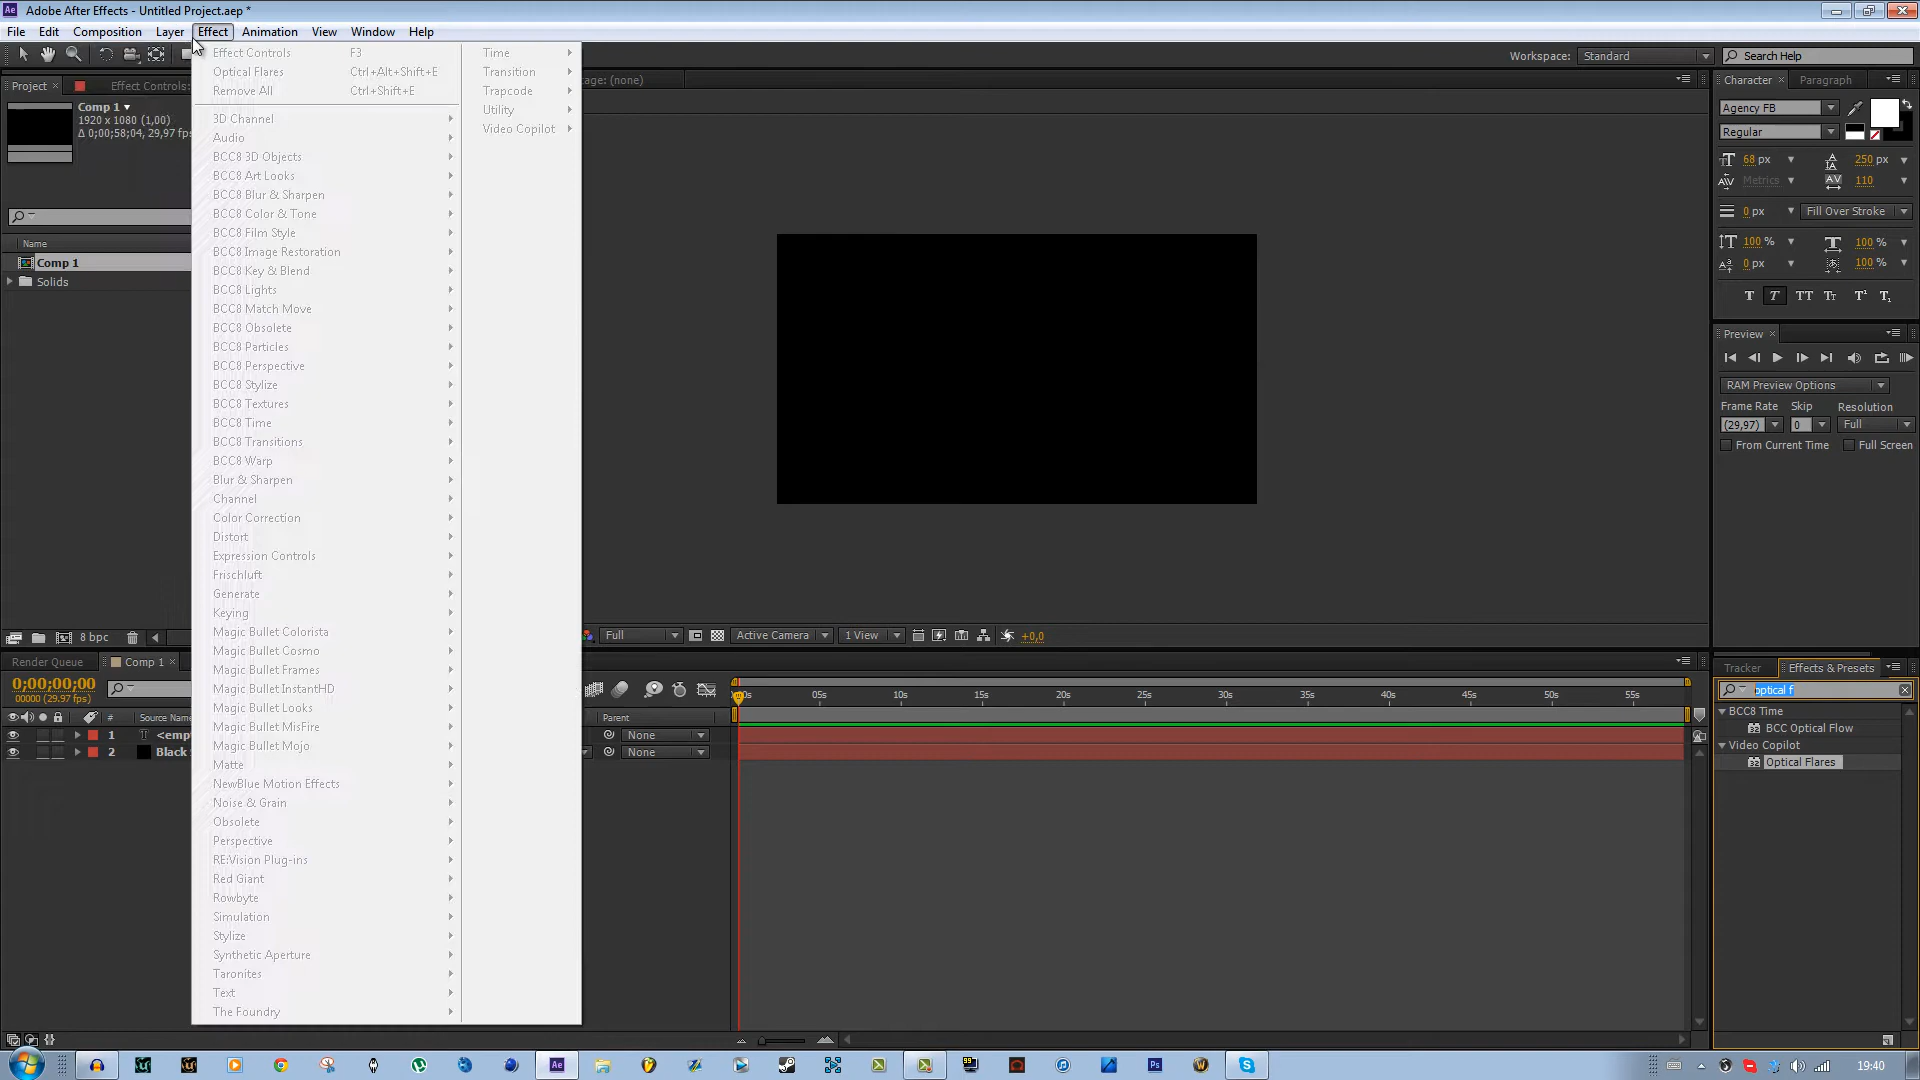 Adobe After Effects - Untitled Project.aep *
File Edit Composition Layer Effect Animation View Window Help
Workspace: Standard Search Help
Project Effect Controls:
Comp 1
1920 x 1080 (1,00)
Δ 0;00;58;04, 29,97 fps
Name
Comp 1
Solids
8 bpc
Effect Controls F3
Optical Flares Ctrl+Alt+Shift+E
Remove All Ctrl+Shift+E
3D Channel
Audio
BCC8 3D Objects
BCC8 Art Looks
BCC8 Blur & Sharpen
BCC8 Color & Tone
BCC8 Film Style
BCC8 Image Restoration
BCC8 Key & Blend
BCC8 Lights
BCC8 Match Move
BCC8 Obsolete
BCC8 Particles
BCC8 Perspective
BCC8 Stylize
BCC8 Textures
BCC8 Time
BCC8 Transitions
BCC8 Warp
Blur & Sharpen
Channel
Color Correction
Distort
Expression Controls
Frischluft
Generate
Keying
Magic Bullet Colorista
Magic Bullet Cosmo
Magic Bullet Frames
Magic Bullet InstantHD
Magic Bullet Looks
Magic Bullet MisFire
Magic Bullet Mojo
Matte
NewBlue Motion Effects
Noise & Grain
Obsolete
Perspective
RE:Vision Plug-ins
Red Giant
Rowbyte
Simulation
Stylize
Synthetic Aperture
Taronites
Text
The Foundry
Time
Transition
Trapcode
Utility
Video Copilot
(none)
Full Active Camera 1 View +0,0
Character Paragraph
Agency FB
Regular
68 px 250 px
Metrics 110
0 px Fill Over Stroke
100 % 100 %
0 px 100 %
T T TT Tt T¹ T₁
Preview
RAM Preview Options
Frame Rate Skip Resolution
(29,97) 0 Full
From Current Time Full Screen
Tracker Effects & Presets
optical f
BCC8 Time
BCC Optical Flow
Video Copilot
Optical Flares
Render Queue Comp 1
0;00;00;00
00000 (29.97 fps)
# Source Name
Parent
05s 10s 15s 20s 25s 30s 35s 40s 45s 50s 55s
1 T None
2 Black None
19:40